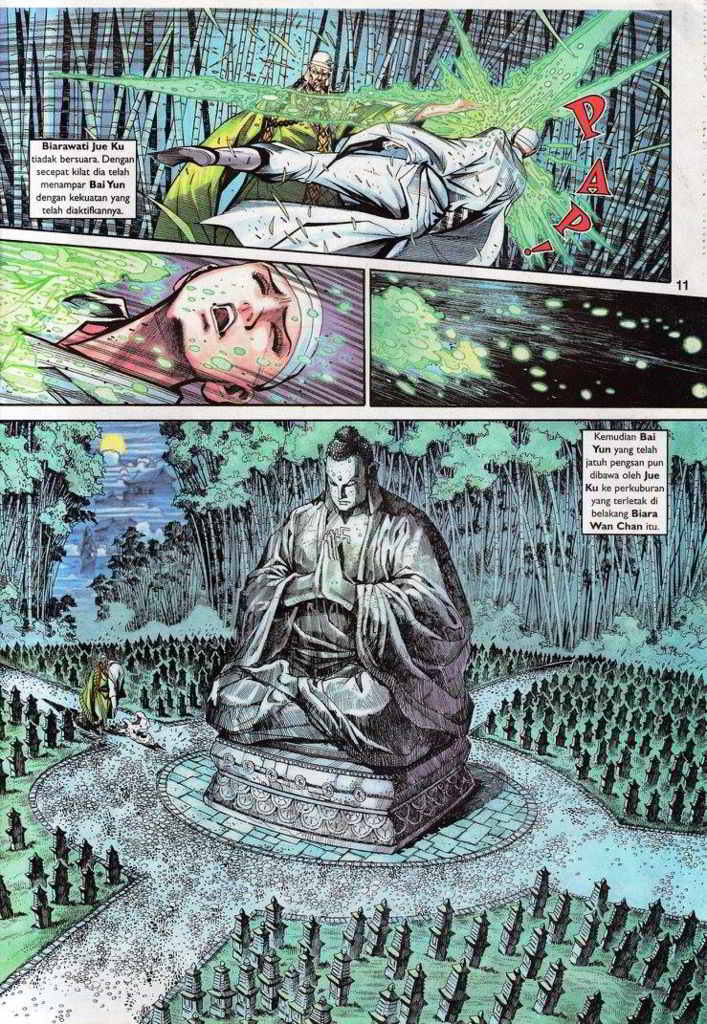 Biarawati Jue Ku
tiadak bersuara. Dengan
secepat kilat dia telah
menampar Bai Yun
dengan kekuatan yang
telah diaktifkannya.
PAP!
11
Kemudian Bai
Yun yang telah
jatuh pengsan pun
dibawa oleh Jue
Ku ke perkuburan
yang terletak di
belakang Biara
Wan Chan itu.